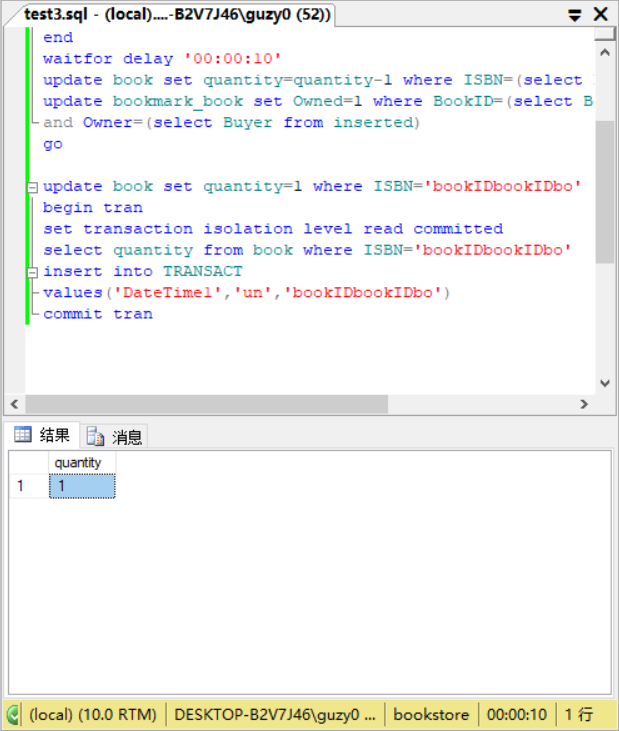 test3.sql - (local)....-B2V7J46\guzy0 (52))
end
waitfor delay '00:00:10'
update book set quantity=quantity-1 where ISBN=(select
update bookmark_book set Owned=1 where BookID=(select B
and Owner=(select Buyer from inserted)
go
update book set quantity=1 where ISBN='bookIDbookIDbo'
begin tran
set transaction isolation level read committed
select quantity from book where ISBN='bookIDbookIDbo'
insert into TRANSACT
values('DateTime1','un','bookIDbookIDbo')
commit tran
结果 消息
quantity
1 1
(local) (10.0 RTM) DESKTOP-B2V7J46\guzy0 ... bookstore 00:00:10 1 行